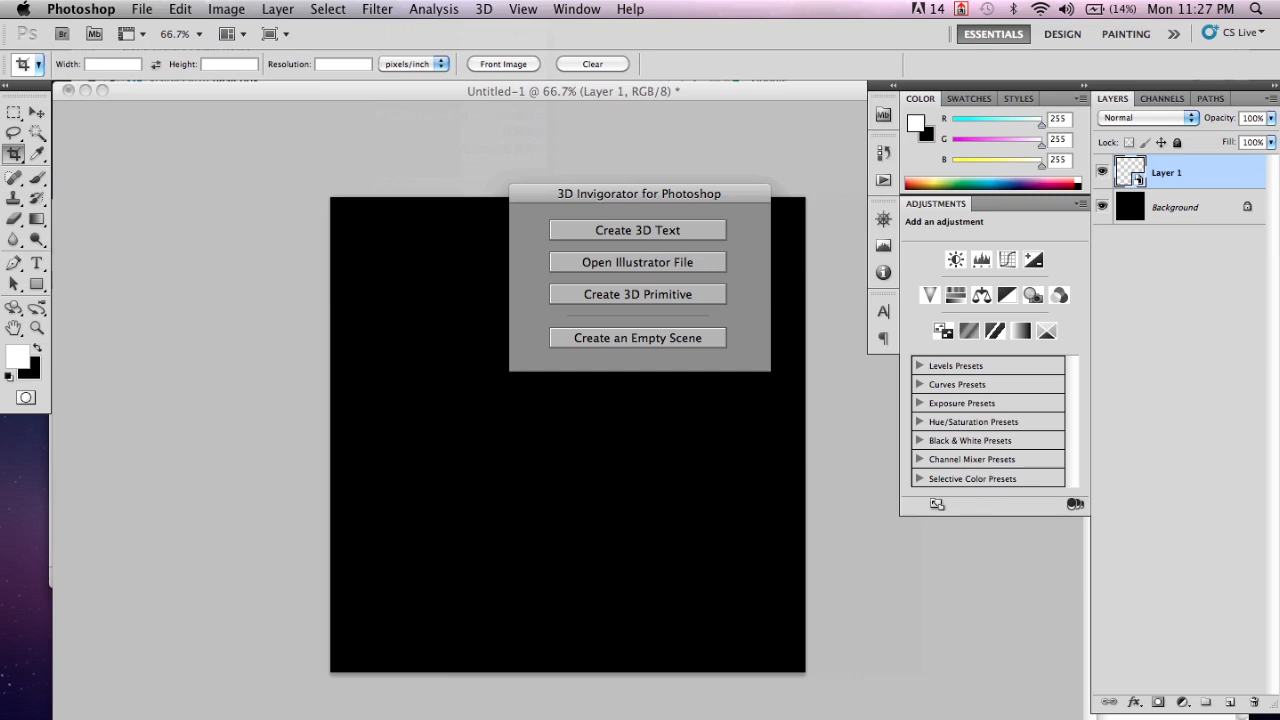 Photoshop File Edit Image Layer Select Filter Analysis 3D View Window Help 14 (14%) Mon 11:27 PM
Ps Br Mb 66.7% ESSENTIALS DESIGN PAINTING CS Live
Width: Height: Resolution: pixels/inch Front Image Clear
Untitled-1 @ 66.7% (Layer 1, RGB/8) *
3D Invigorator for Photoshop
Create 3D Text
Open Illustrator File
Create 3D Primitive
Create an Empty Scene
Mb
COLOR SWATCHES STYLES
R 255
G 255
B 255
ADJUSTMENTS
Add an adjustment
Levels Presets
Curves Presets
Exposure Presets
Hue/Saturation Presets
Black & White Presets
Channel Mixer Presets
Selective Color Presets
LAYERS CHANNELS PATHS
Normal Opacity: 100%
Lock: Fill: 100%
Layer 1
Background